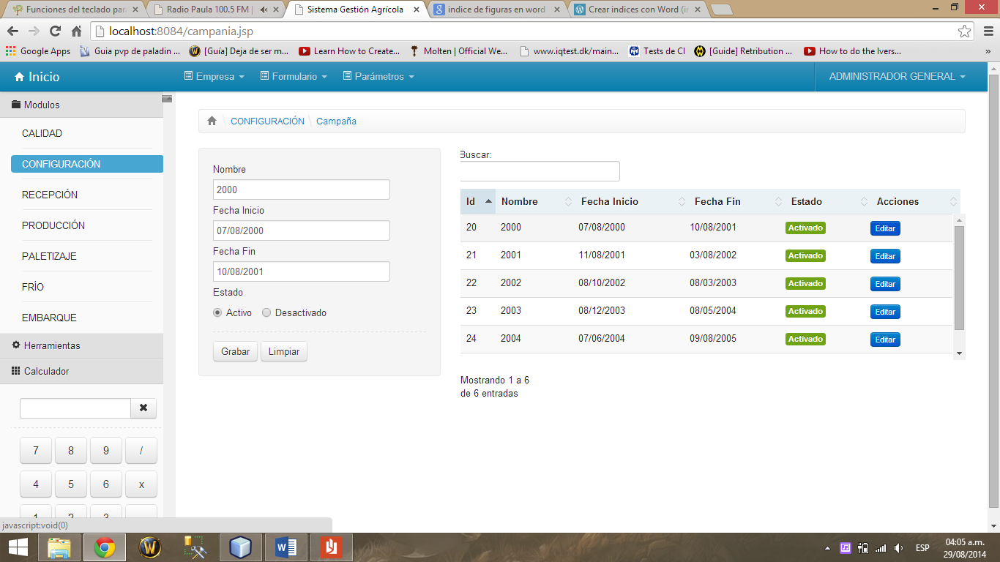 Funciones del teclado par
Radio Paula 100.5 FM |
Sistema Gestión Agrícola
indice de figuras en word
Crear indices con Word (ir
localhost:8084/campania.jsp
Google Apps
Guia pvp de paladin ...
[Guía] Deja de ser m...
Learn How to Create...
Molten | Official We...
www.iqtest.dk/main...
Tests de CI
[Guide] Retribution ...
How to do the Ivers...
»
Inicio
Empresa
Formulario
Parámetros
ADMINISTRADOR GENERAL
Modulos
CALIDAD
CONFIGURACIÓN
RECEPCIÓN
PRODUCCIÓN
PALETIZAJE
FRÍO
EMBARQUE
Herramientas
Calculador
7 8 9 /
4 5 6 x
1 2 3
CONFIGURACIÓN \ Campaña
Nombre
2000
Fecha Inicio
07/08/2000
Fecha Fin
10/08/2001
Estado
Activo Desactivado
Grabar Limpiar
Buscar:
Id Nombre Fecha Inicio Fecha Fin Estado Acciones
20 2000 07/08/2000 10/08/2001 Activado Editar
21 2001 11/08/2001 03/08/2002 Activado Editar
22 2002 08/10/2002 08/03/2003 Activado Editar
23 2003 08/12/2003 08/05/2004 Activado Editar
24 2004 07/06/2004 09/08/2005 Activado Editar
Mostrando 1 a 6
de 6 entradas
javascript:void(0)
ESP
04:05 a.m.
29/08/2014